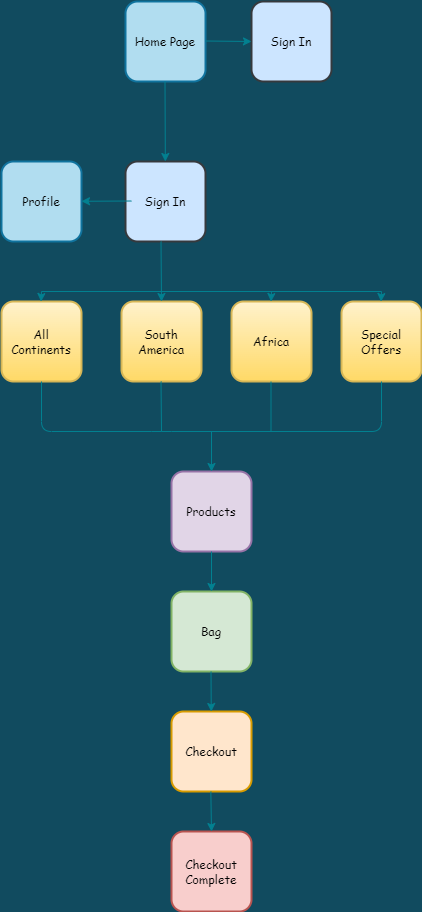 Home Page
Sign In
Profile
Sign In
All
Continents
South
America
Africa
Special
Offers
Products
Bag
Checkout
Checkout
Complete